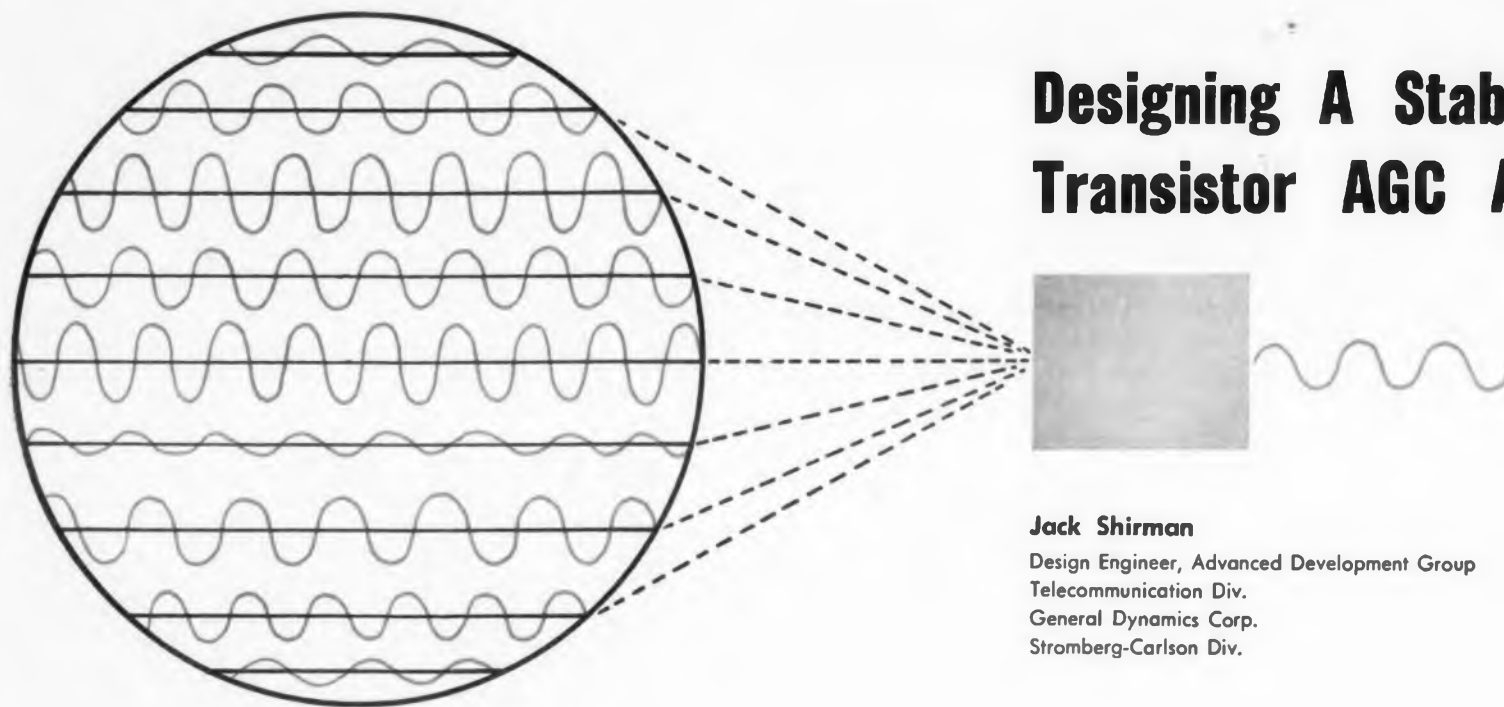 Designing A Stab
Transistor AGC A
Jack Shirman
Design Engineer, Advanced Development Group
Telecommunication Div.
General Dynamics Corp.
Stromberg-Carlson Div.